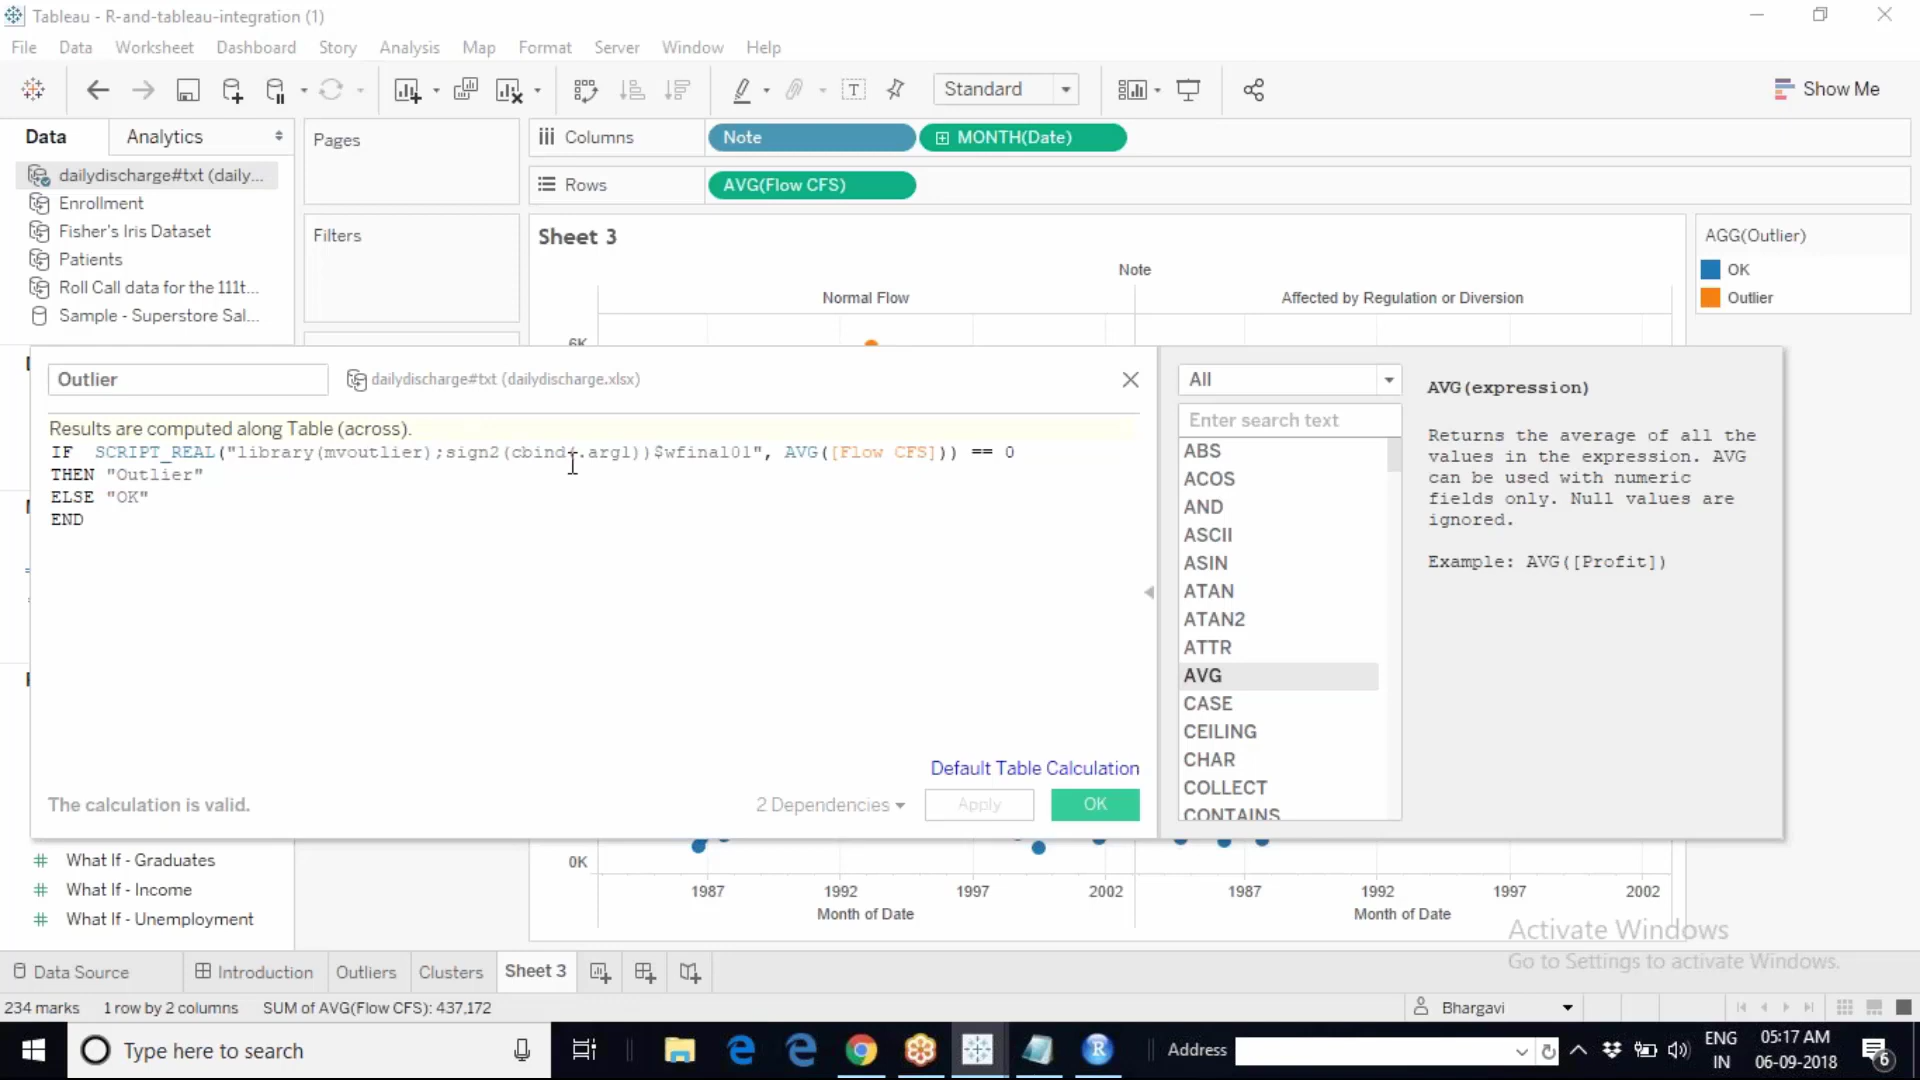 Tableau - R-and-tableau-integration (1)
File Data Worksheet Dashboard Story Analysis Map Format Server Window Help
Standard
Show Me
Data
Analytics
Pages
Columns
Note
MONTH(Date)
Rows
AVG(Flow CFS)
dailydischarge#txt (daily...
Enrollment
Fisher's Iris Dataset
Patients
Roll Call data for the 111t...
Sample - Superstore Sal...
Filters
Sheet 3
Note
Normal Flow
Affected by Regulation or Diversion
AGG(Outlier)
OK
Outlier
6K
Outlier
dailydischarge#txt (dailydischarge.xlsx)
Results are computed along Table (across).
IF SCRIPT_REAL("library(mvoutlier);sign2(cbind(.arg1))$wfinal01", AVG([Flow CFS])) == 0
THEN "Outlier"
ELSE "OK"
END
Default Table Calculation
The calculation is valid.
2 Dependencies
Apply
OK
All
Enter search text
ABS
ACOS
AND
ASCII
ASIN
ATAN
ATAN2
ATTR
AVG
CASE
CEILING
CHAR
COLLECT
CONTAINS
AVG(expression)
Returns the average of all the
values in the expression. AVG
can be used with numeric
fields only. Null values are
ignored.
Example: AVG([Profit])
What If - Graduates
What If - Income
What If - Unemployment
0K
1987 1992 1997 2002 1987 1992 1997 2002
Month of Date Month of Date
Activate Windows
Go to Settings to activate Windows.
Data Source
Introduction
Outliers
Clusters
Sheet 3
234 marks 1 row by 2 columns SUM of AVG(Flow CFS): 437,172
Bhargavi
Type here to search
Address
ENG
IN
05:17 AM
06-09-2018
6